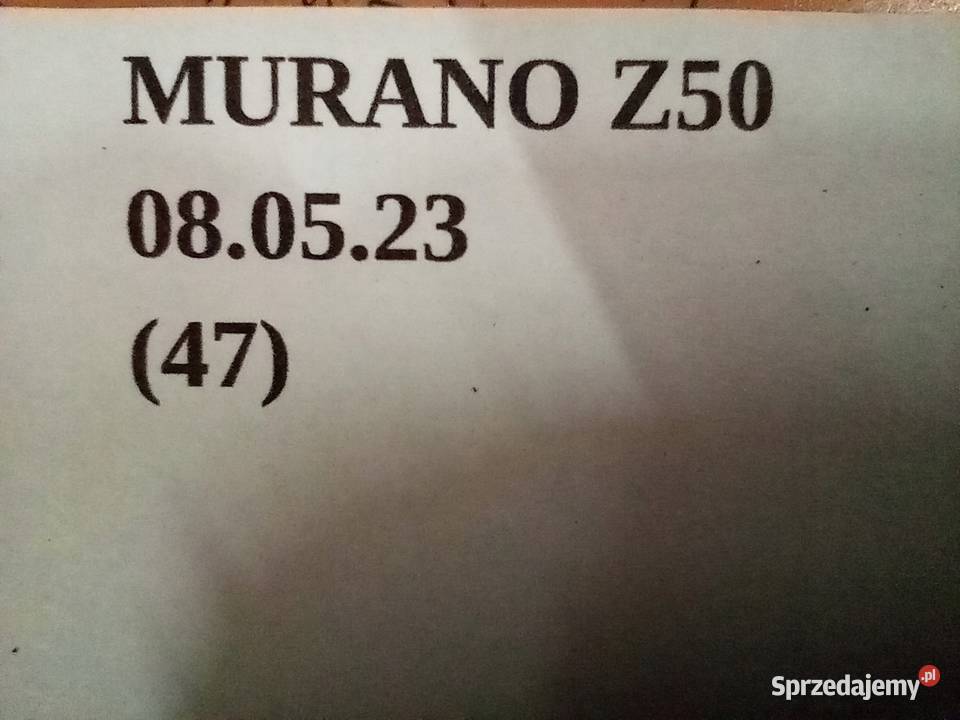 MURANO Z50
08.05.23
(47)
Sprzedajemy.pl